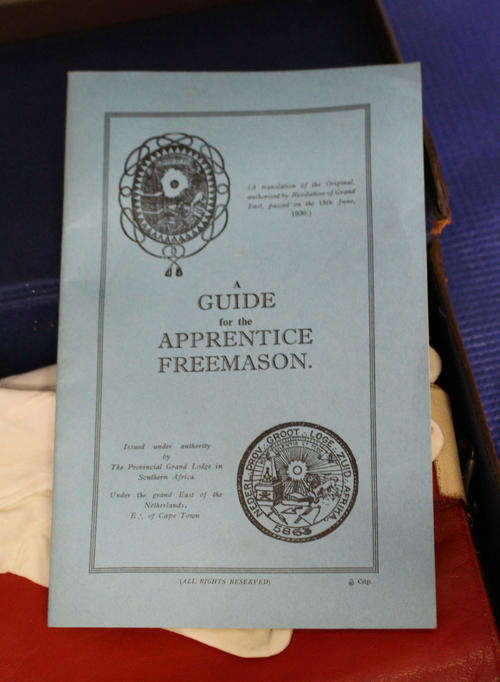 (A translation of the Original,
authorised by Resolution of Grand
East, passed on the 15th June,
1930.)
A
GUIDE
for the
APPRENTICE
FREEMASON.
Issued under authority
by
The Provincial Grand Lodge in
Southern Africa
Under the grand East of the
Netherlands,
E∴ of Cape Town
NEDERL. PROV. GROOT LOGE ZUID-AFRIKA.
5863
(ALL RIGHTS RESERVED)
Cdp.